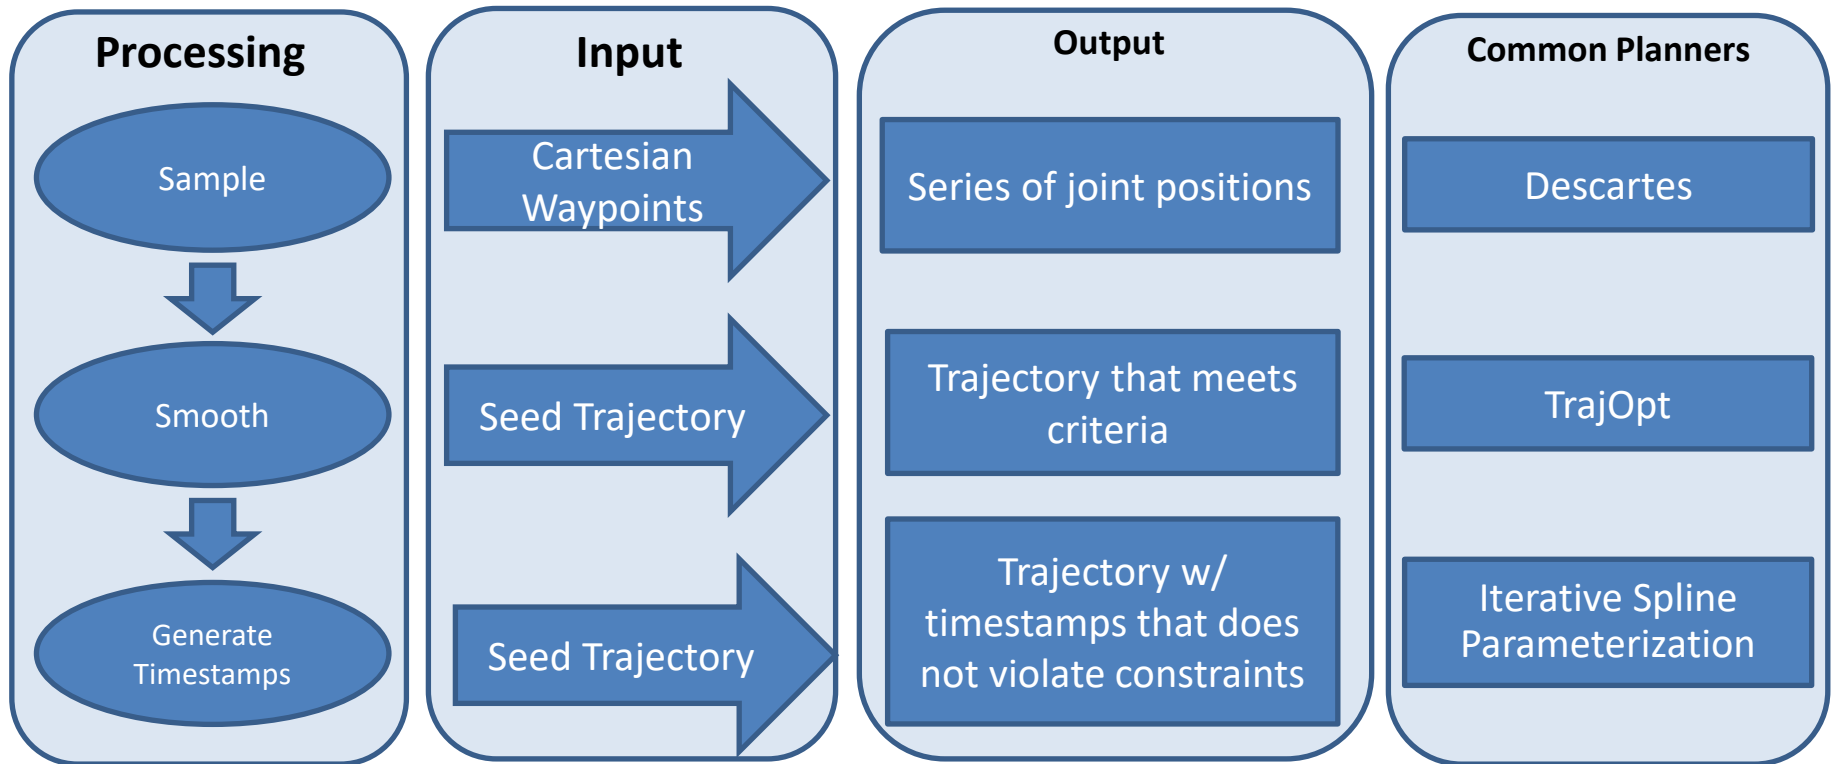 Processing
Sample
Smooth
Generate
Timestamps
Input
Cartesian
Waypoints
Seed Trajectory
Seed Trajectory
Output
Series of joint positions
Trajectory that meets
criteria
Trajectory w/
timestamps that does
not violate constraints
Common Planners
Descartes
TrajOpt
Iterative Spline
Parameterization